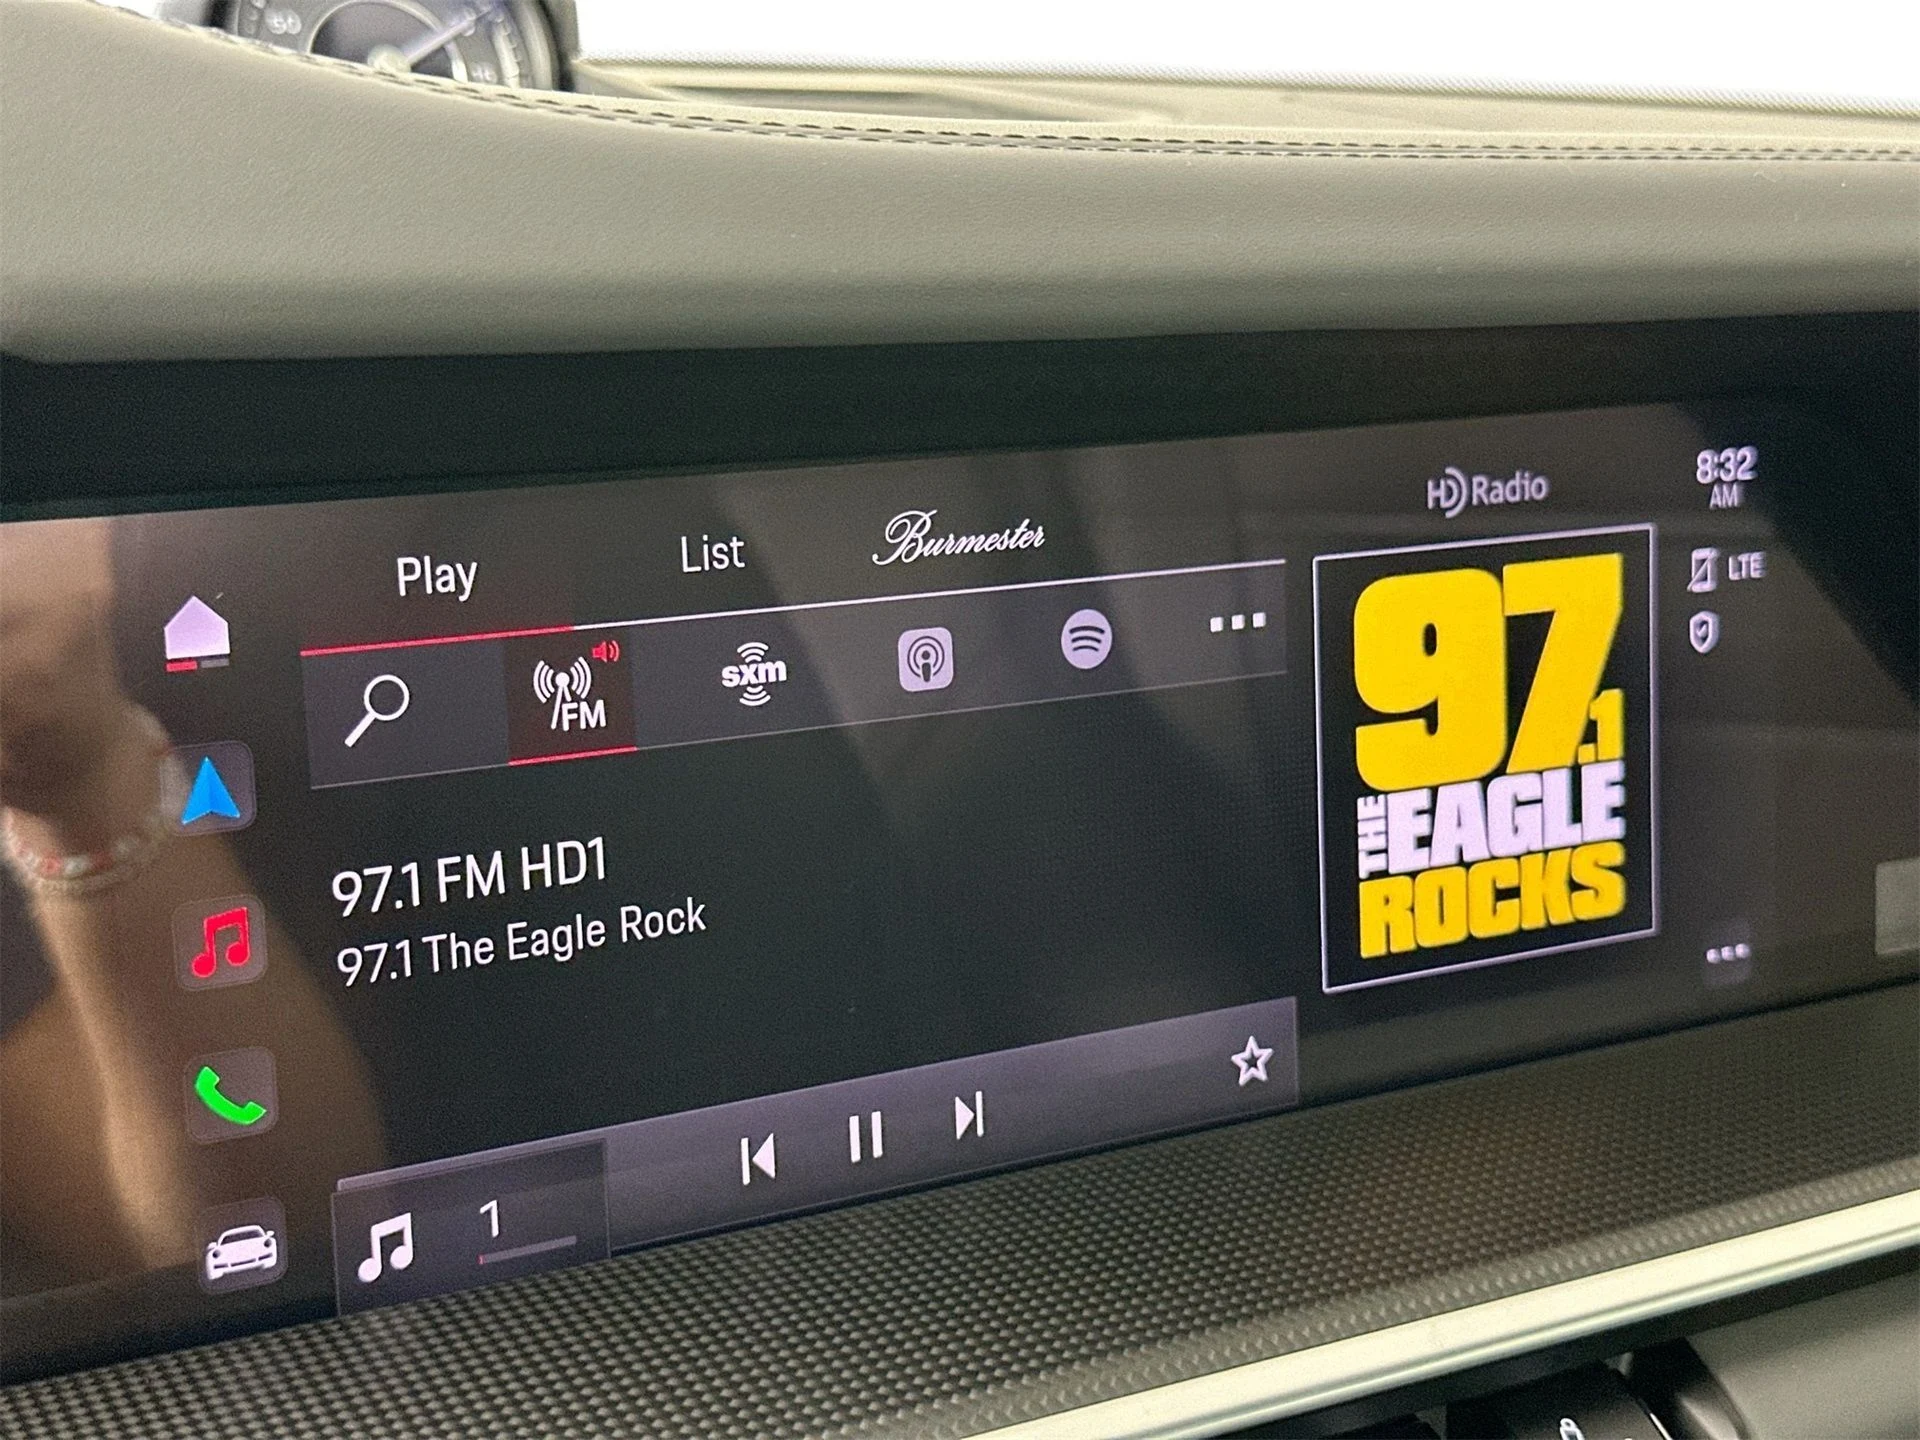 60
8:32
AM
HD Radio
Play
List
Burmester
LTE
FM
sxm
97.1
THE
EAGLE
ROCKS
97.1 FM HD1
97.1 The Eagle Rock
1